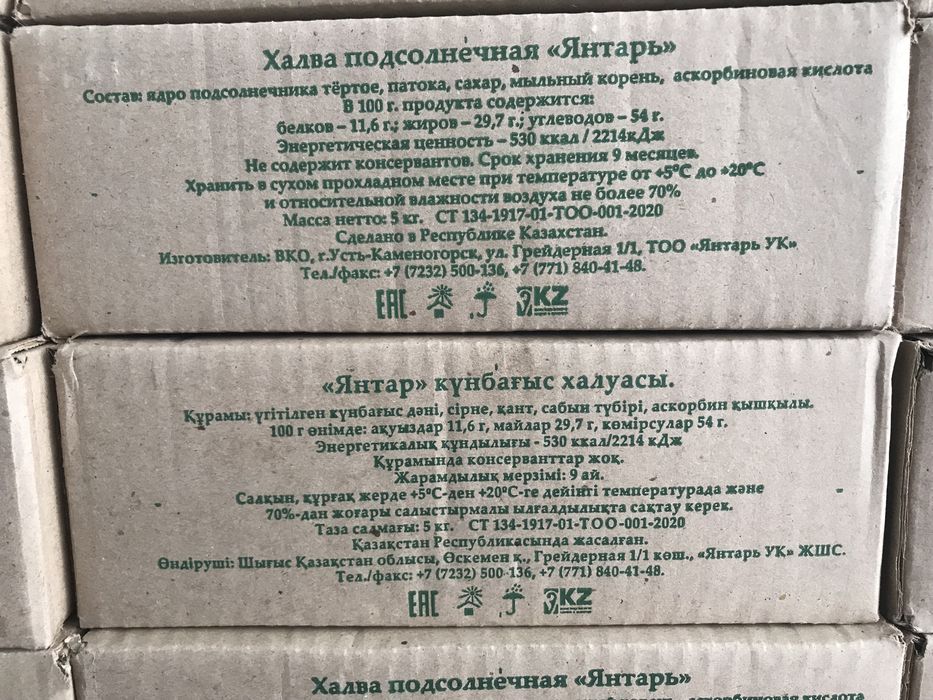 Халва подсолнечная «Янтарь»
Состав: ядро подсолнечника тёртое, патока, сахар, мыльный корень, аскорбиновая кислота
В 100 г. продукта содержится:
белков – 11,6 г.; жиров – 29,7 г.; углеводов – 54 г.
Энергетическая ценность – 530 ккал / 2214кДж
Не содержит консервантов. Срок хранения 9 месяцев.
Хранить в сухом прохладном месте при температуре от +5°С до +20°С
и относительной влажности воздуха не более 70%
Масса нетто: 5 кг. СТ 134-1917-01-ТОО-001-2020
Сделано в Республике Казахстан.
Изготовитель: ВКО, г.Усть-Каменогорск, ул. Грейдерная 1/1, ТОО «Янтарь УК»
Тел./факс: +7 (7232) 500-136, +7 (771) 840-41-48.
ЕАС KZ
«Янтар» күнбағыс халуасы.
Құрамы: үгітілген күнбағыс дәні, сірне, қант, сабын түбірі, аскорбин қышқылы.
100 г өнімде: ақуыздар 11,6 г, майлар 29,7 г, көмірсулар 54 г.
Энергетикалық құндылығы - 530 ккал/2214 кДж
Құрамында консерванттар жоқ.
Жарамдылық мерзімі: 9 ай.
Салқын, құрғақ жерде +5°С-ден +20°С-ге дейінгі температурада және
70%-дан жоғары салыстырмалы ылғалдылықта сақтау керек.
Таза салмағы: 5 кг. СТ 134-1917-01-ТОО-001-2020
Қазақстан Республикасында жасалған.
Өндіруші: Шығыс Қазақстан облысы, Өскемен қ., Грейдерная 1/1 көш., «Янтарь УҚ» ЖШС.
Тел./факс: +7 (7232) 500-136, +7 (771) 840-41-48.
ЕАС KZ
Халва подсолнечная «Янтарь»
аскорбиновая кислота